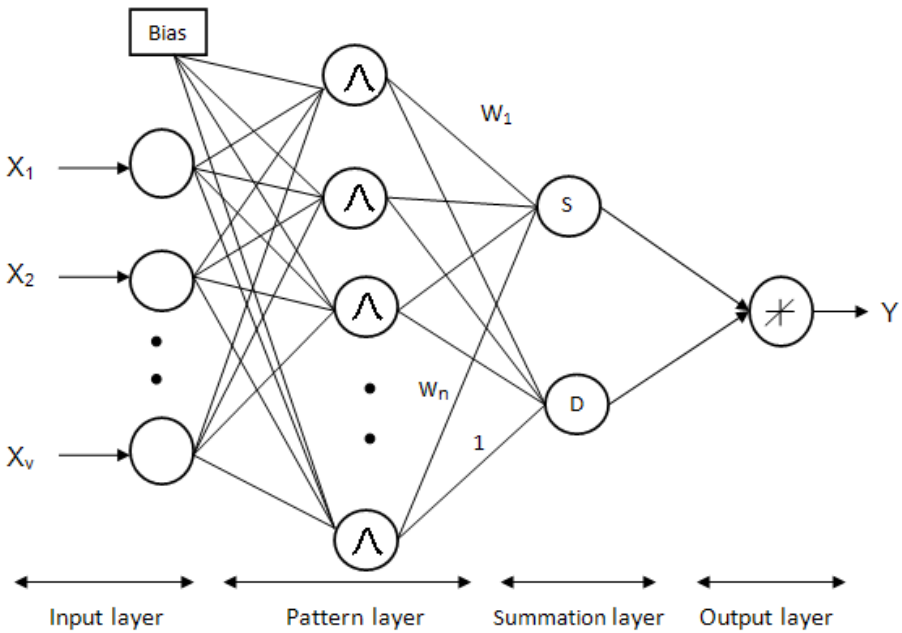 Bias
W₁
X₁
S
X₂
Y
Wₙ
D
1
Xᵥ
Input layer
Pattern layer
Summation layer
Output layer